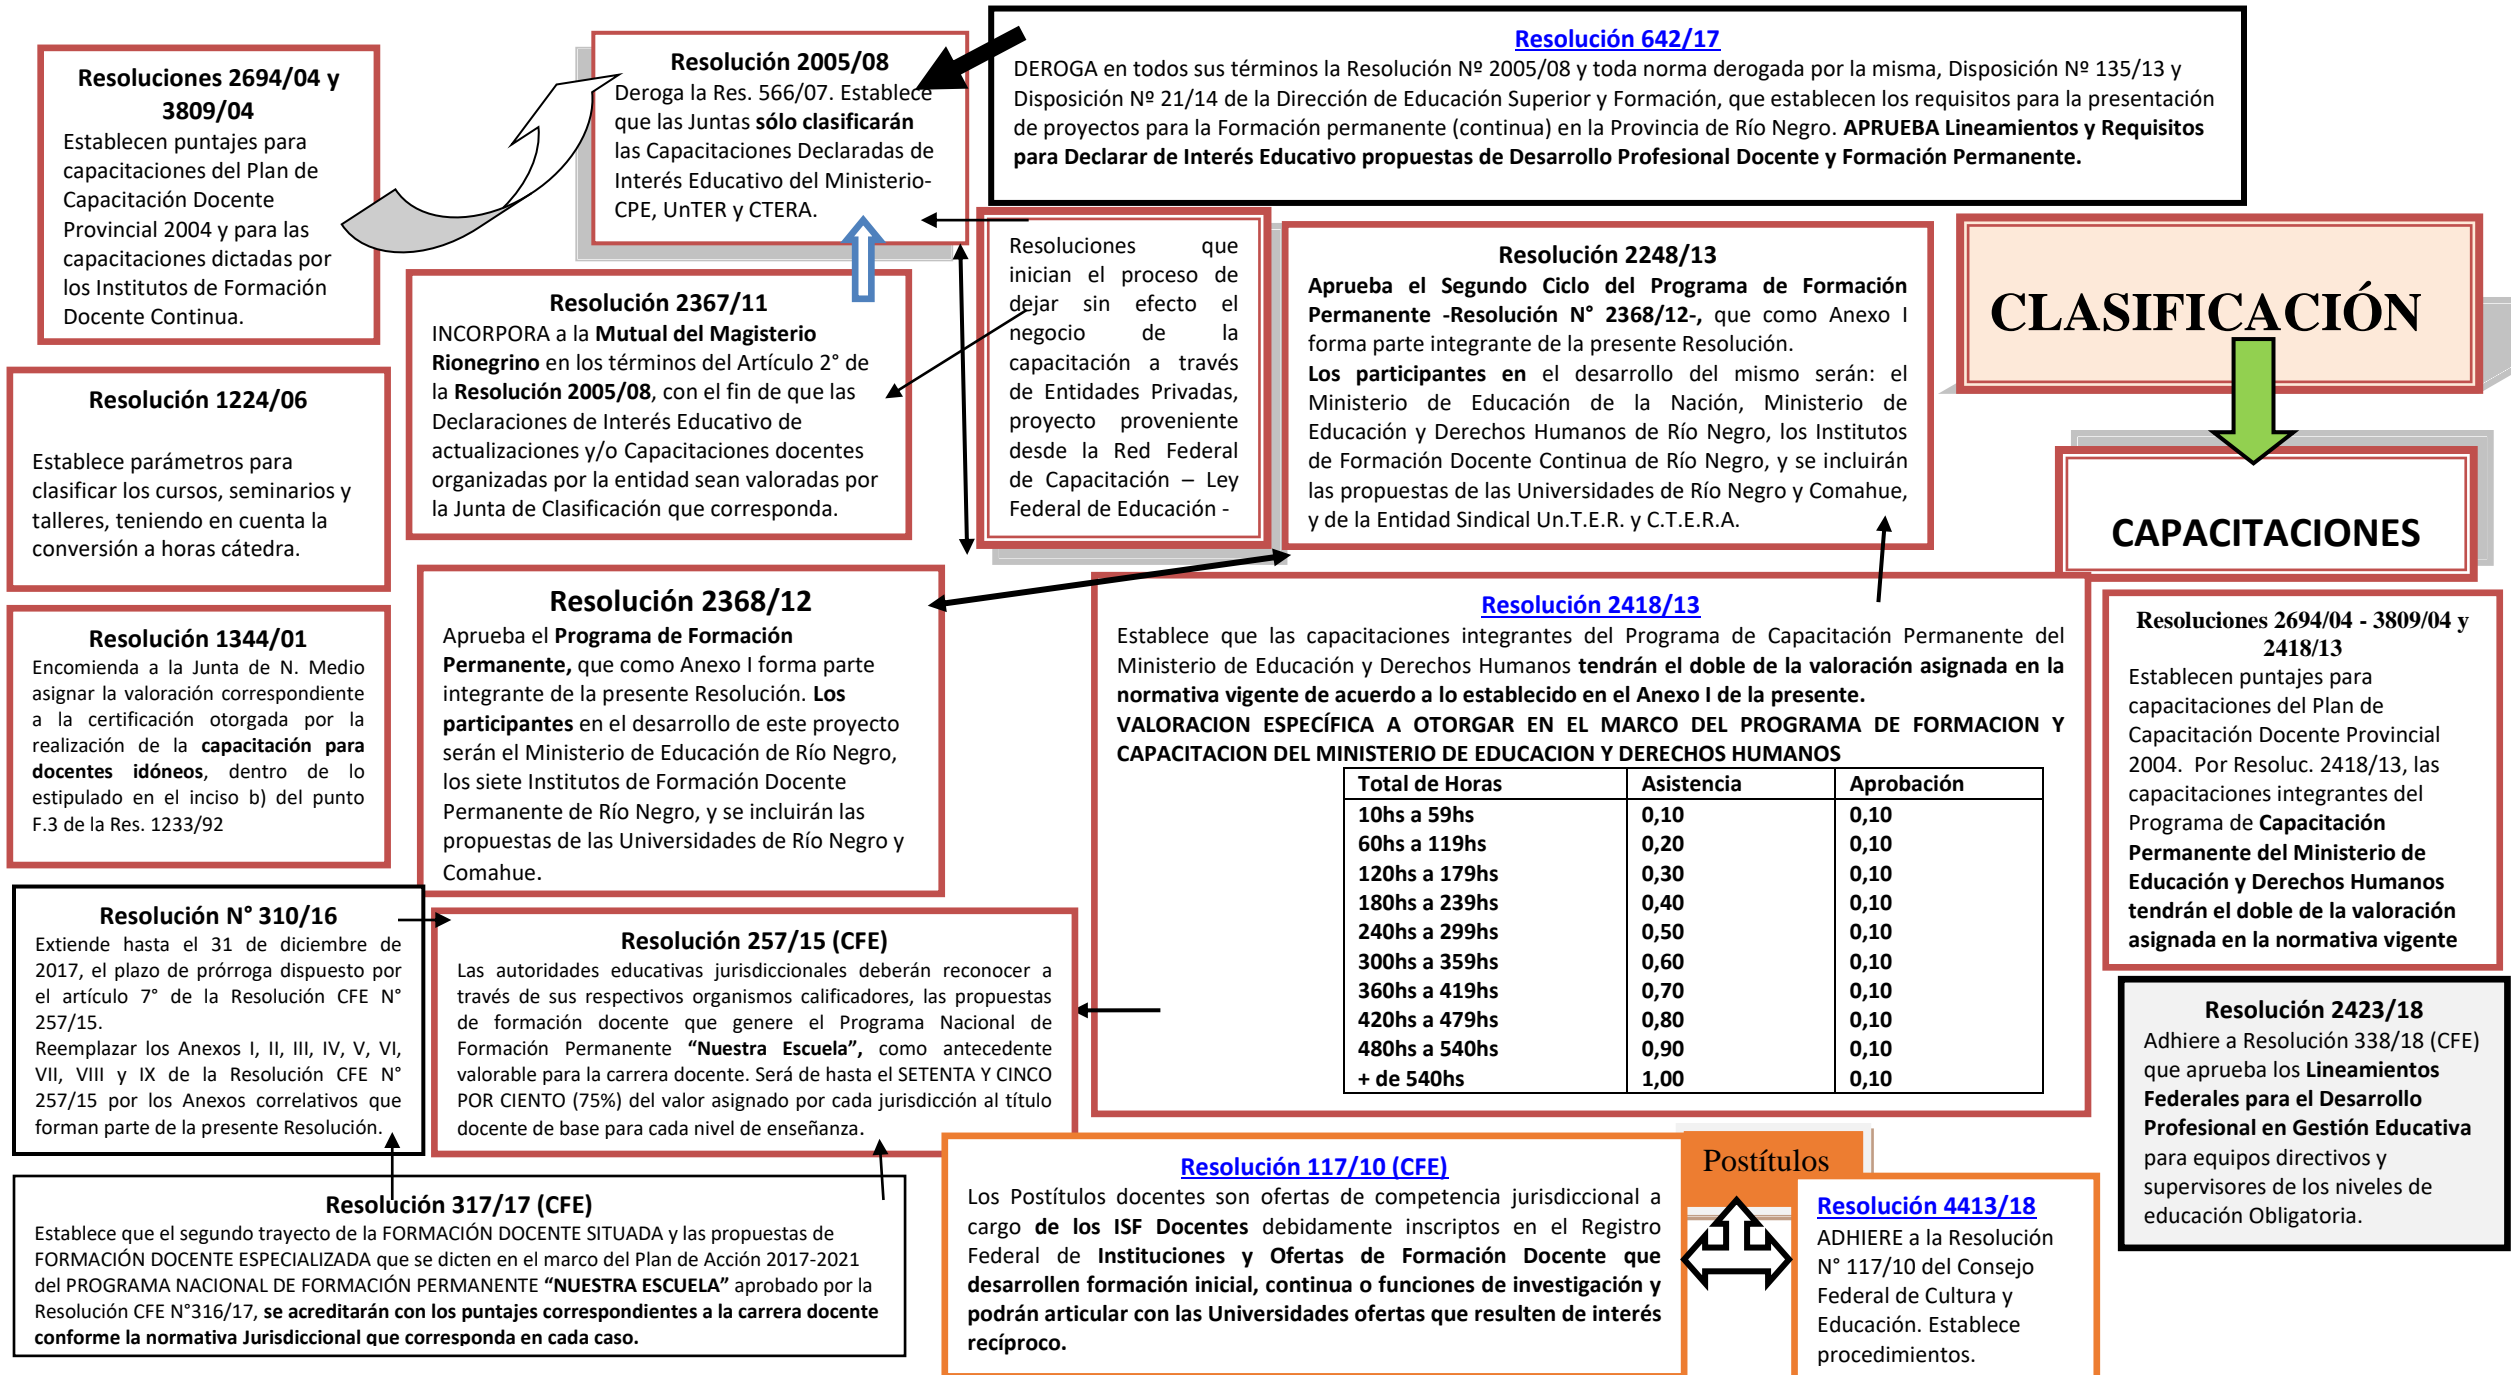 Resoluciones 2694/04 y
3809/04
Establecen puntajes para
capacitaciones del Plan de
Capacitación Docente
Provincial 2004 y para las
capacitaciones dictadas por
los Institutos de Formación
Docente Continua.
Resolución 2005/08
Deroga la Res. 566/07. Establece
que las Juntas sólo clasificarán
las Capacitaciones Declaradas de
Interés Educativo del Ministerio-
CPE, UnTER y CTERA.
Resolución 642/17
DEROGA en todos sus términos la Resolución Nº 2005/08 y toda norma derogada por la misma, Disposición Nº 135/13 y
Disposición Nº 21/14 de la Dirección de Educación Superior y Formación, que establecen los requisitos para la presentación
de proyectos para la Formación permanente (continua) en la Provincia de Río Negro. APRUEBA Lineamientos y Requisitos
para Declarar de Interés Educativo propuestas de Desarrollo Profesional Docente y Formación Permanente.
Resolución 2367/11
INCORPORA a la Mutual del Magisterio
Rionegrino en los términos del Artículo 2° de
la Resolución 2005/08, con el fin de que las
Declaraciones de Interés Educativo de
actualizaciones y/o Capacitaciones docentes
organizadas por la entidad sean valoradas por
la Junta de Clasificación que corresponda.
Resoluciones que
inician el proceso de
dejar sin efecto el
negocio de la
capacitación a través
de Entidades Privadas,
proyecto proveniente
desde la Red Federal
de Capacitación – Ley
Federal de Educación -
Resolución 2248/13
Aprueba el Segundo Ciclo del Programa de Formación
Permanente -Resolución N° 2368/12-, que como Anexo I
forma parte integrante de la presente Resolución.
Los participantes en el desarrollo del mismo serán: el
Ministerio de Educación de la Nación, Ministerio de
Educación y Derechos Humanos de Río Negro, los Institutos
de Formación Docente Continua de Río Negro, y se incluirán
las propuestas de las Universidades de Río Negro y Comahue,
y de la Entidad Sindical Un.T.E.R. y C.T.E.R.A.
CLASIFICACIÓN
CAPACITACIONES
Resolución 1224/06
Establece parámetros para
clasificar los cursos, seminarios y
talleres, teniendo en cuenta la
conversión a horas cátedra.
Resolución 1344/01
Encomienda a la Junta de N. Medio
asignar la valoración correspondiente
a la certificación otorgada por la
realización de la capacitación para
docentes idóneos, dentro de lo
estipulado en el inciso b) del punto
F.3 de la Res. 1233/92
Resolución 2368/12
Aprueba el Programa de Formación
Permanente, que como Anexo I forma parte
integrante de la presente Resolución. Los
participantes en el desarrollo de este proyecto
serán el Ministerio de Educación de Río Negro,
los siete Institutos de Formación Docente
Permanente de Río Negro, y se incluirán las
propuestas de las Universidades de Río Negro y
Comahue.
Resolución 2418/13
Establece que las capacitaciones integrantes del Programa de Capacitación Permanente del
Ministerio de Educación y Derechos Humanos tendrán el doble de la valoración asignada en la
normativa vigente de acuerdo a lo establecido en el Anexo I de la presente.
VALORACION ESPECÍFICA A OTORGAR EN EL MARCO DEL PROGRAMA DE FORMACION Y
CAPACITACION DEL MINISTERIO DE EDUCACION Y DERECHOS HUMANOS
Total de Horas Asistencia Aprobación
10hs a 59hs 0,10 0,10
60hs a 119hs 0,20 0,10
120hs a 179hs 0,30 0,10
180hs a 239hs 0,40 0,10
240hs a 299hs 0,50 0,10
300hs a 359hs 0,60 0,10
360hs a 419hs 0,70 0,10
420hs a 479hs 0,80 0,10
480hs a 540hs 0,90 0,10
+ de 540hs 1,00 0,10
Resoluciones 2694/04 - 3809/04 y
2418/13
Establecen puntajes para
capacitaciones del Plan de
Capacitación Docente Provincial
2004. Por Resoluc. 2418/13, las
capacitaciones integrantes del
Programa de Capacitación
Permanente del Ministerio de
Educación y Derechos Humanos
tendrán el doble de la valoración
asignada en la normativa vigente
Resolución N° 310/16
Extiende hasta el 31 de diciembre de
2017, el plazo de prórroga dispuesto por
el artículo 7° de la Resolución CFE N°
257/15.
Reemplazar los Anexos I, II, III, IV, V, VI,
VII, VIII y IX de la Resolución CFE N°
257/15 por los Anexos correlativos que
forman parte de la presente Resolución.
Resolución 257/15 (CFE)
Las autoridades educativas jurisdiccionales deberán reconocer a
través de sus respectivos organismos calificadores, las propuestas
de formación docente que genere el Programa Nacional de
Formación Permanente “Nuestra Escuela”, como antecedente
valorable para la carrera docente. Será de hasta el SETENTA Y CINCO
POR CIENTO (75%) del valor asignado por cada jurisdicción al título
docente de base para cada nivel de enseñanza.
Resolución 2423/18
Adhiere a Resolución 338/18 (CFE)
que aprueba los Lineamientos
Federales para el Desarrollo
Profesional en Gestión Educativa
para equipos directivos y
supervisores de los niveles de
educación Obligatoria.
Resolución 317/17 (CFE)
Establece que el segundo trayecto de la FORMACIÓN DOCENTE SITUADA y las propuestas de
FORMACIÓN DOCENTE ESPECIALIZADA que se dicten en el marco del Plan de Acción 2017-2021
del PROGRAMA NACIONAL DE FORMACIÓN PERMANENTE “NUESTRA ESCUELA” aprobado por la
Resolución CFE N°316/17, se acreditarán con los puntajes correspondientes a la carrera docente
conforme la normativa Jurisdiccional que corresponda en cada caso.
Resolución 117/10 (CFE)
Los Postítulos docentes son ofertas de competencia jurisdiccional a
cargo de los ISF Docentes debidamente inscriptos en el Registro
Federal de Instituciones y Ofertas de Formación Docente que
desarrollen formación inicial, continua o funciones de investigación y
podrán articular con las Universidades ofertas que resulten de interés
recíproco.
Postítulos
Resolución 4413/18
ADHIERE a la Resolución
N° 117/10 del Consejo
Federal de Cultura y
Educación. Establece
procedimientos.